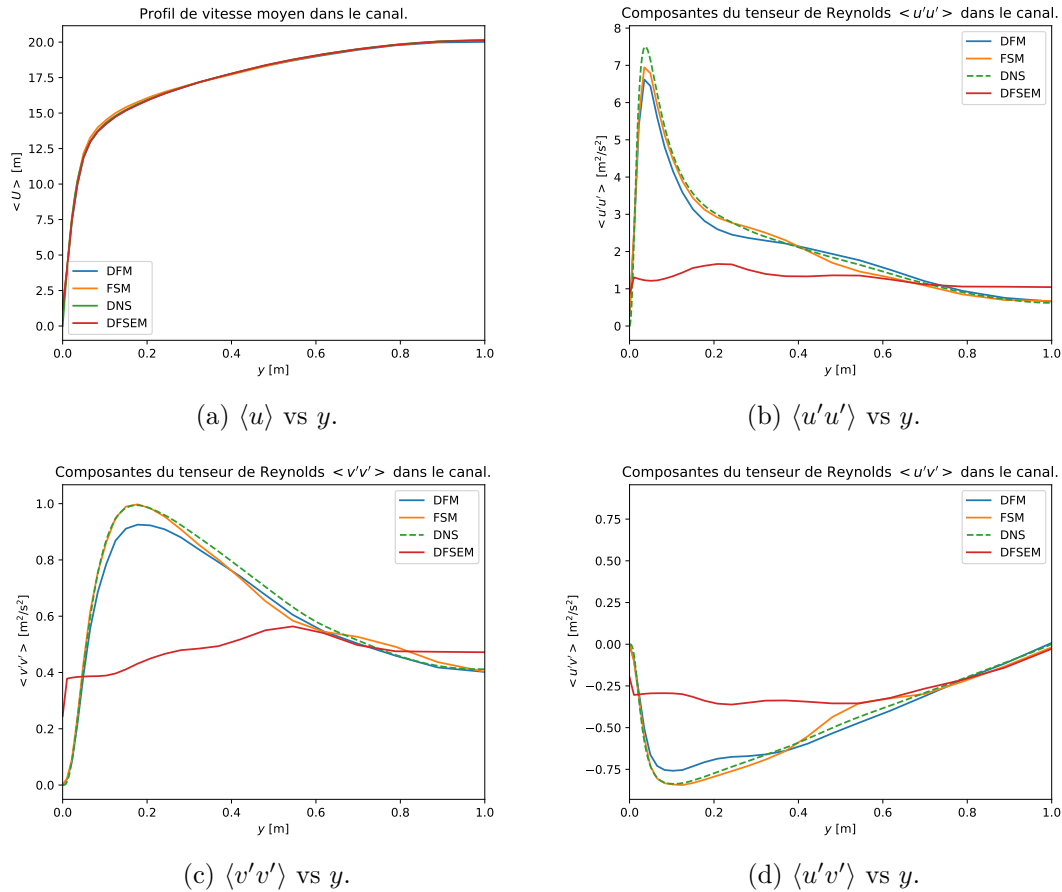 Profil de vitesse moyen dans le canal.
20.0
17.5
15.0
12.5
10.0
7.5
5.0
2.5
0.0
< U > [m]
DFM
FSM
DNS
DFSEM
0.0 0.2 0.4 0.6 0.8 1.0
y [m]
(a) ⟨u⟩ vs y.
Composantes du tenseur de Reynolds < u′u′ > dans le canal.
8
7
6
5
4
3
2
1
0
< u′u′ > [m²/s²]
DFM
FSM
DNS
DFSEM
0.0 0.2 0.4 0.6 0.8 1.0
y [m]
(b) ⟨u′u′⟩ vs y.
Composantes du tenseur de Reynolds < v′v′ > dans le canal.
1.0
0.8
0.6
0.4
0.2
0.0
< v′v′ > [m²/s²]
DFM
FSM
DNS
DFSEM
0.0 0.2 0.4 0.6 0.8 1.0
y [m]
(c) ⟨v′v′⟩ vs y.
Composantes du tenseur de Reynolds < u′v′ > dans le canal.
0.75
0.50
0.25
0.00
−0.25
−0.50
−0.75
< u′v′ > [m²/s²]
DFM
FSM
DNS
DFSEM
0.0 0.2 0.4 0.6 0.8 1.0
y [m]
(d) ⟨u′v′⟩ vs y.